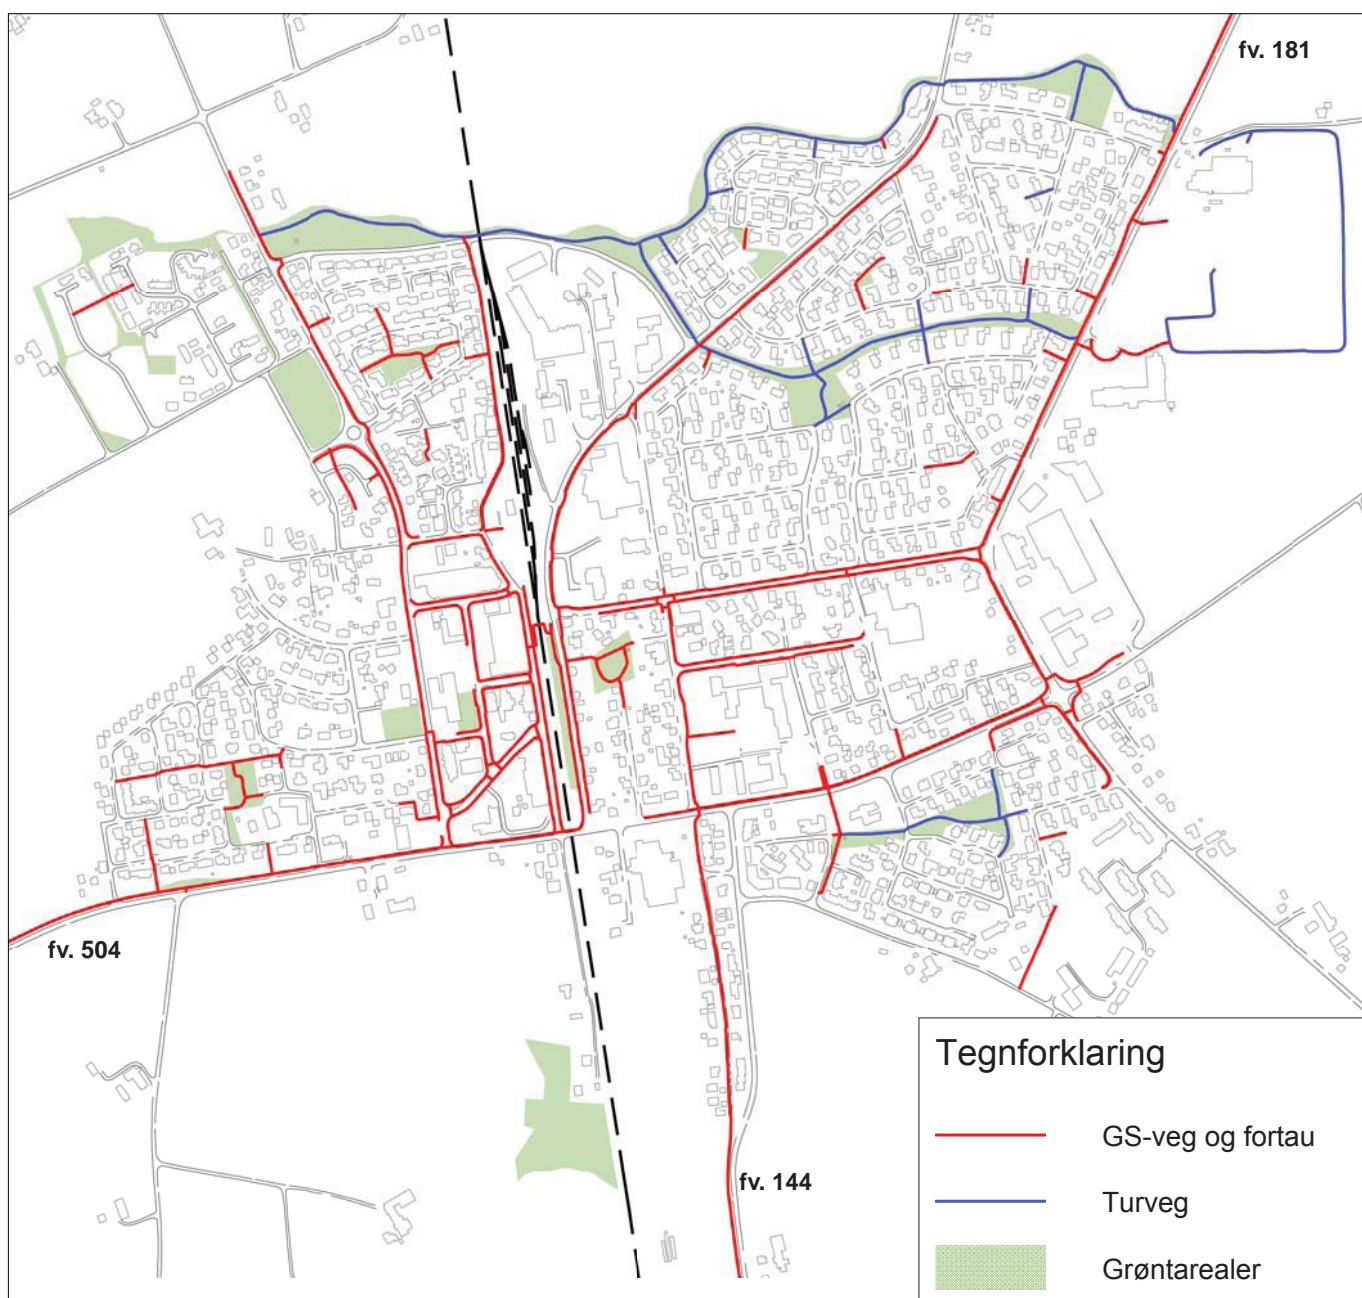 fv. 181
fv. 504
fv. 144
Tegnforklaring
GS-veg og fortau
Turveg
Grøntarealer